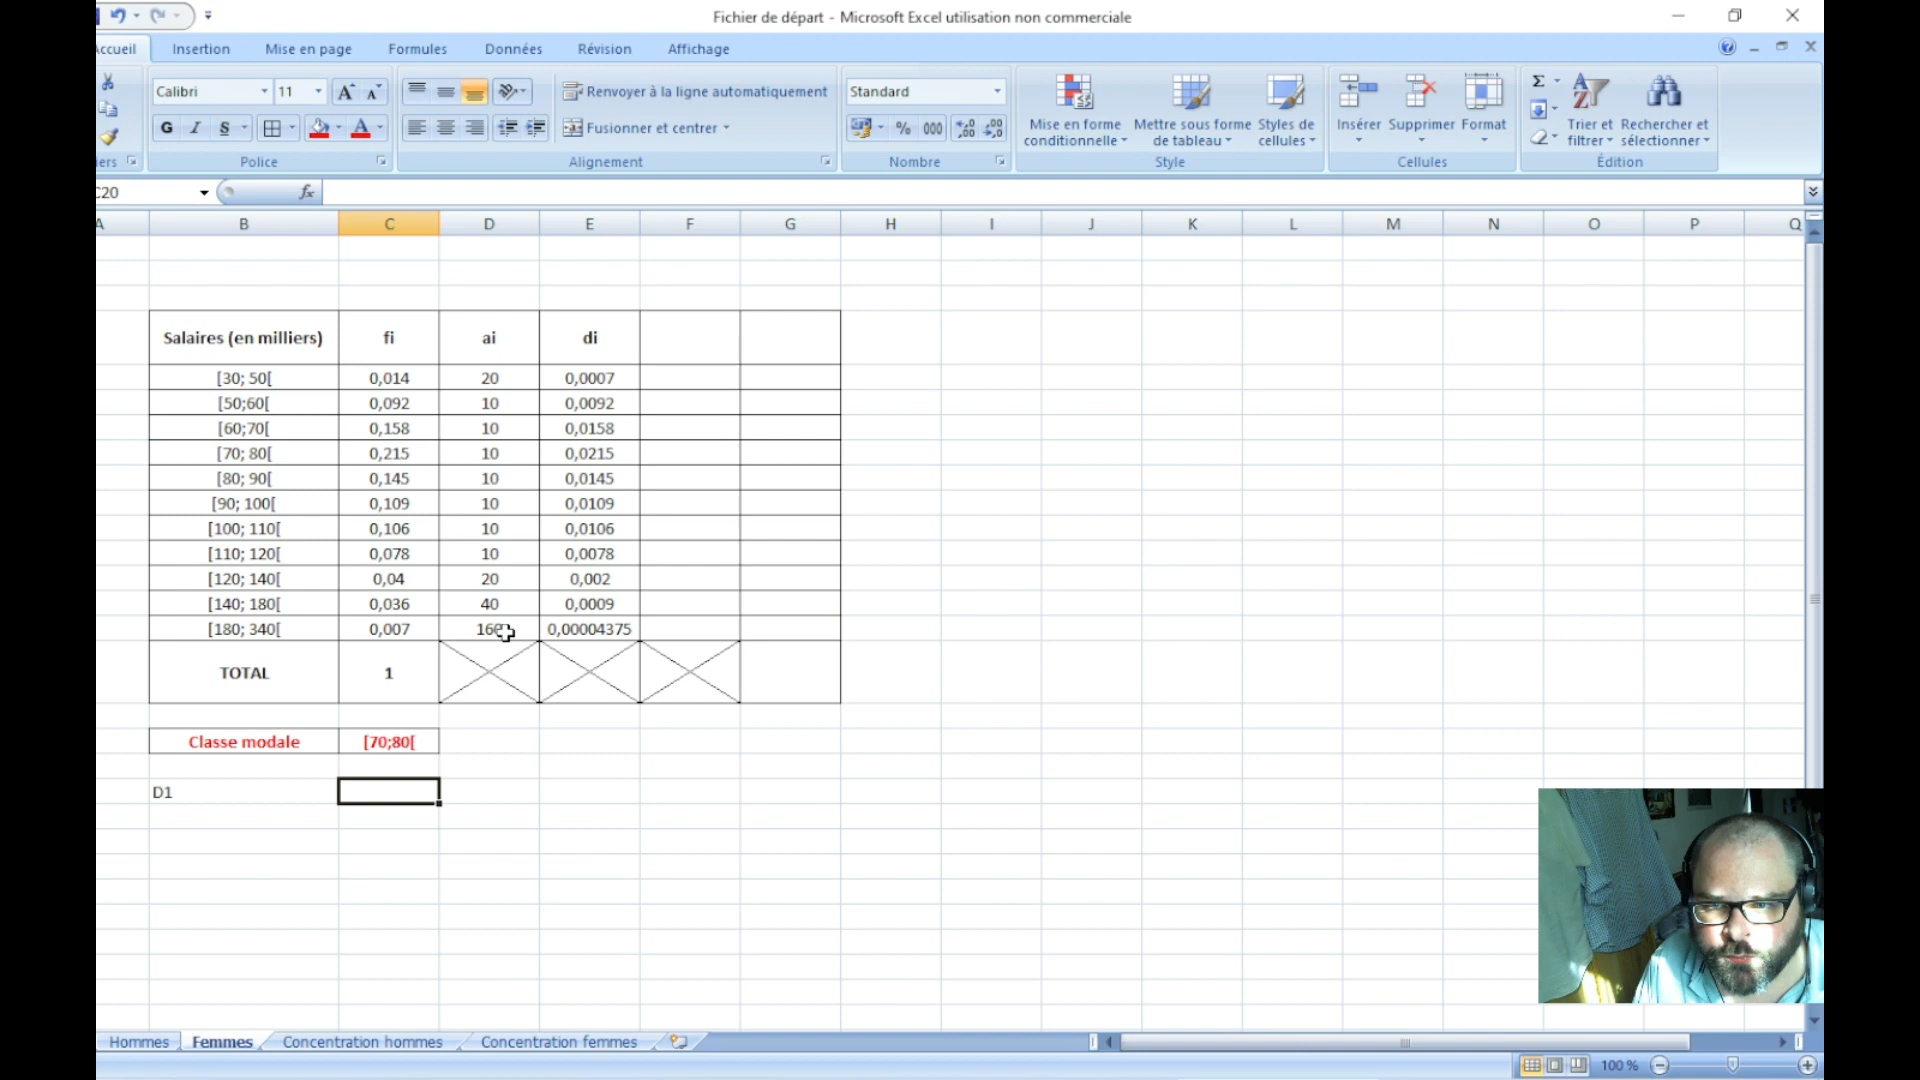 Fichier de départ - Microsoft Excel utilisation non commerciale
Accueil Insertion Mise en page Formules Données Révision Affichage
Calibri 11 A A Renvoyer à la ligne automatiquement Standard
G I S Fusionner et centrer % 000
Mise en forme conditionnelle
Mettre sous forme de tableau
Styles de cellules
Insérer Supprimer Format
Σ Trier et filtrer
Rechercher et sélectionner
iers Police Alignement Nombre Style Cellules Édition
C20 fx
A B C D E F G H I J K L M N O P Q
Salaires (en milliers) fi ai di
[30; 50[ 0,014 20 0,0007
[50;60[ 0,092 10 0,0092
[60;70[ 0,158 10 0,0158
[70; 80[ 0,215 10 0,0215
[80; 90[ 0,145 10 0,0145
[90; 100[ 0,109 10 0,0109
[100; 110[ 0,106 10 0,0106
[110; 120[ 0,078 10 0,0078
[120; 140[ 0,04 20 0,002
[140; 180[ 0,036 40 0,0009
[180; 340[ 0,007 160 0,00004375
TOTAL 1
Classe modale [70;80[
D1
Hommes Femmes Concentration hommes Concentration femmes
100 %